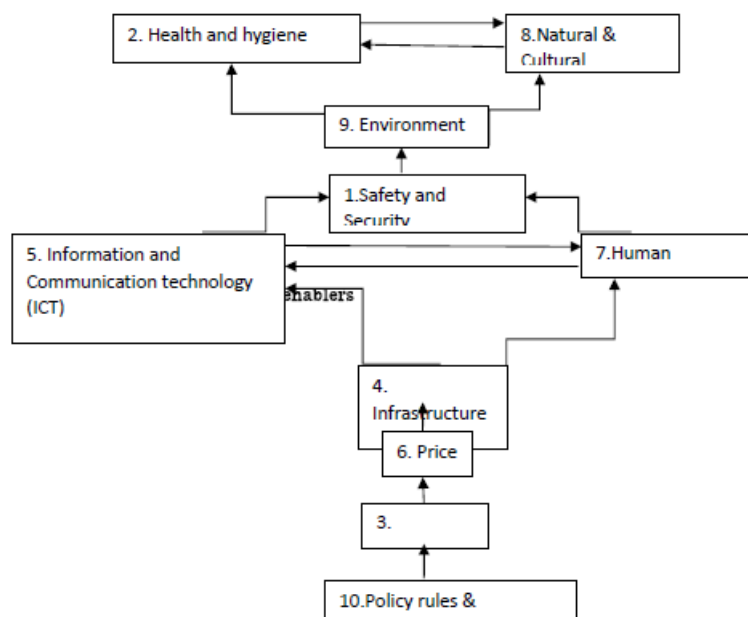 2. Health and hygiene
8.Natural &
Cultural
9. Environment
1.Safety and
Security
5. Information and
Communication technology
(ICT)
7.Human
enablers
4.
Infrastructure
6. Price
3.
10.Policy rules &